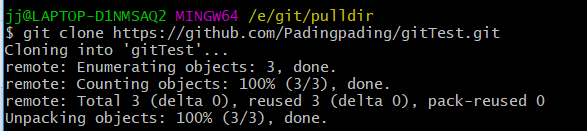 jj@LAPTOP-D1NMSAQ2 MINGW64 /e/git/pulldir
$ git clone https://github.com/Padingpading/gitTest.git
Cloning into 'gitTest'...
remote: Enumerating objects: 3, done.
remote: Counting objects: 100% (3/3), done.
remote: Total 3 (delta 0), reused 3 (delta 0), pack-reused 0
Unpacking objects: 100% (3/3), done.